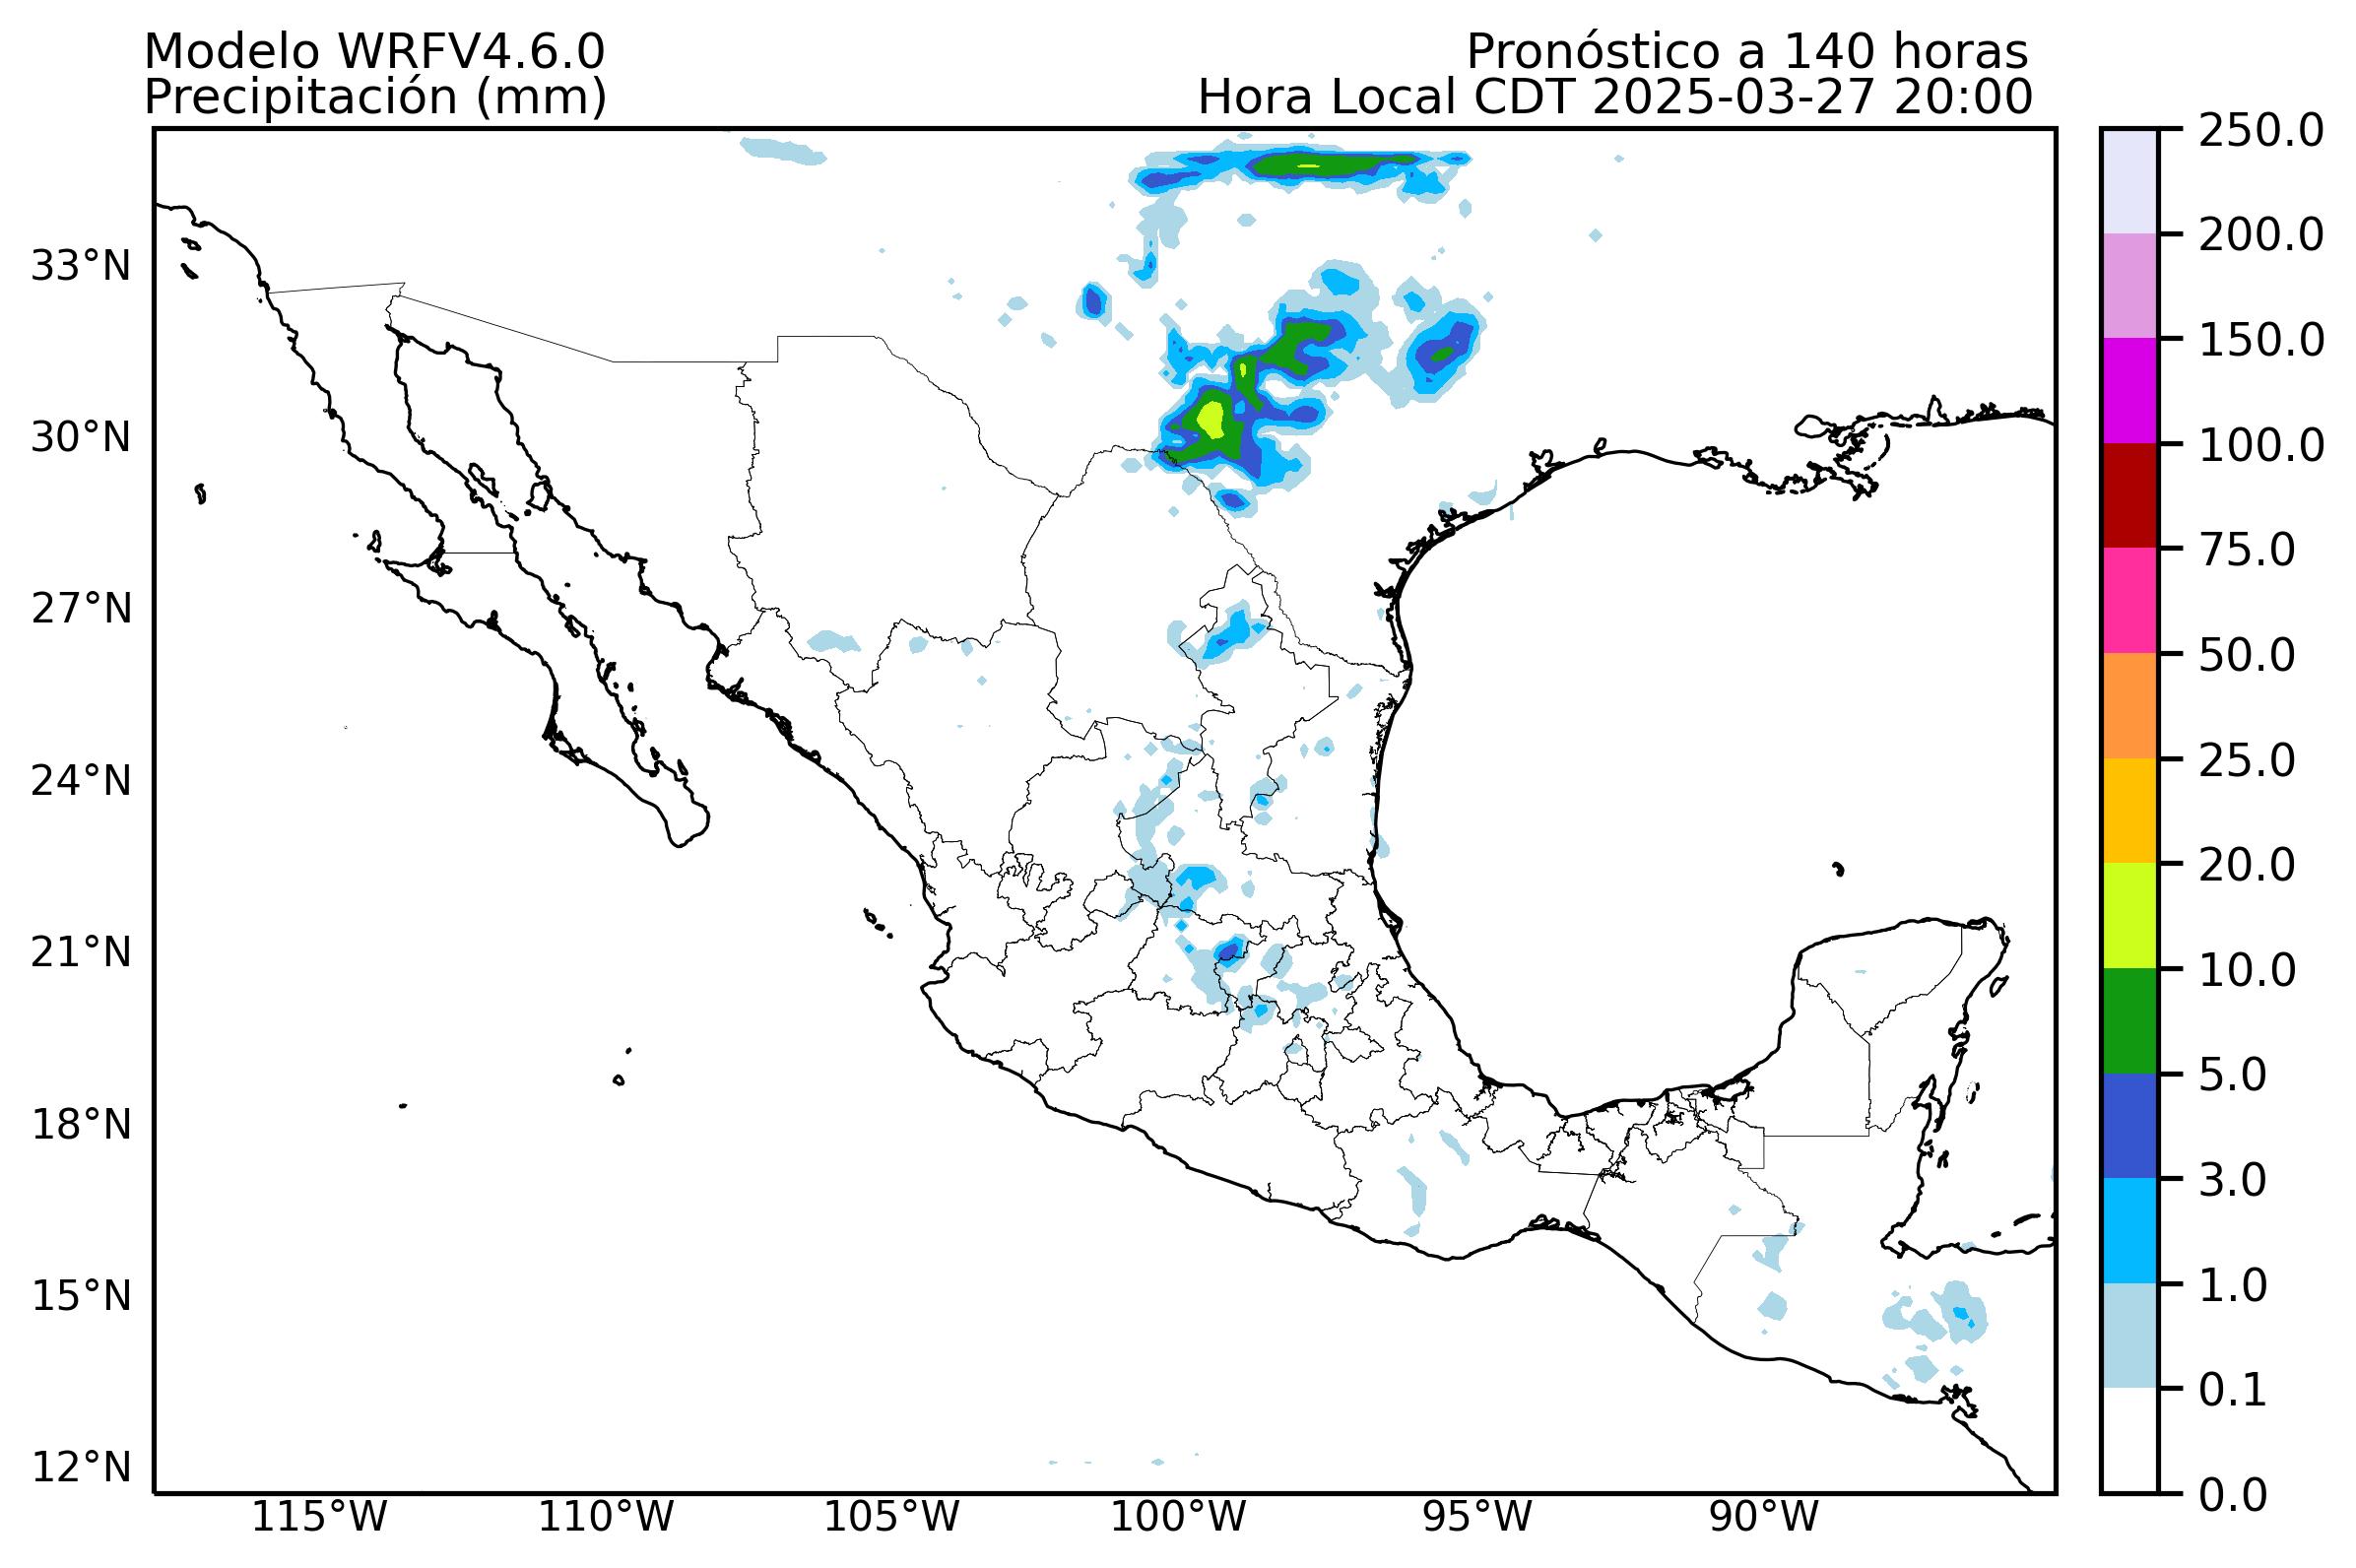 Modelo WRFV4.6.0
Precipitación (mm)
Pronóstico a 140 horas
Hora Local CDT 2025-03-27 20:00
33°N
30°N
27°N
24°N
21°N
18°N
15°N
12°N
115°W
110°W
105°W
100°W
95°W
90°W
250.0
200.0
150.0
100.0
75.0
50.0
25.0
20.0
10.0
5.0
3.0
1.0
0.1
0.0